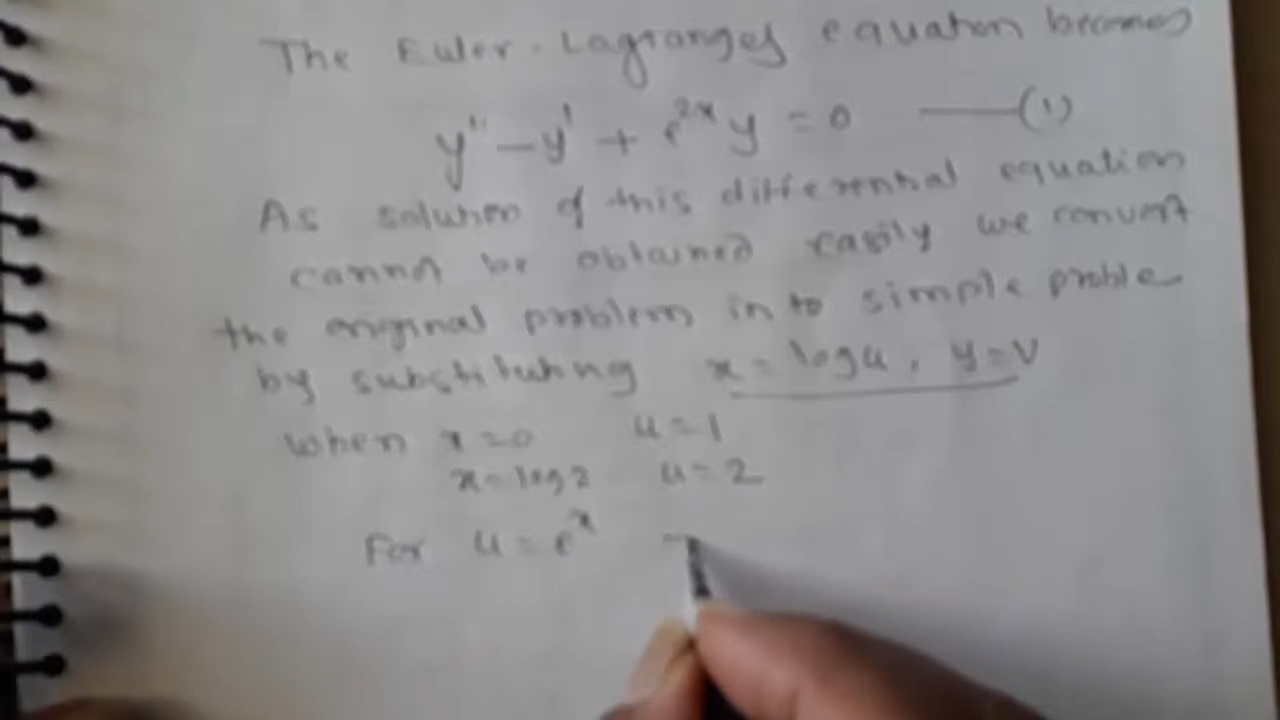 The Euler-Lagranges equation becomes
y'' - y' + e^{2x} y = 0 ——(1)
As solution of this differential equation
cannot be obtained easily we convert
the original problem in to simple proble
by substituting x = log u, y = v
when x = 0 u = 1
x = log 2 u = 2
For u = e^x